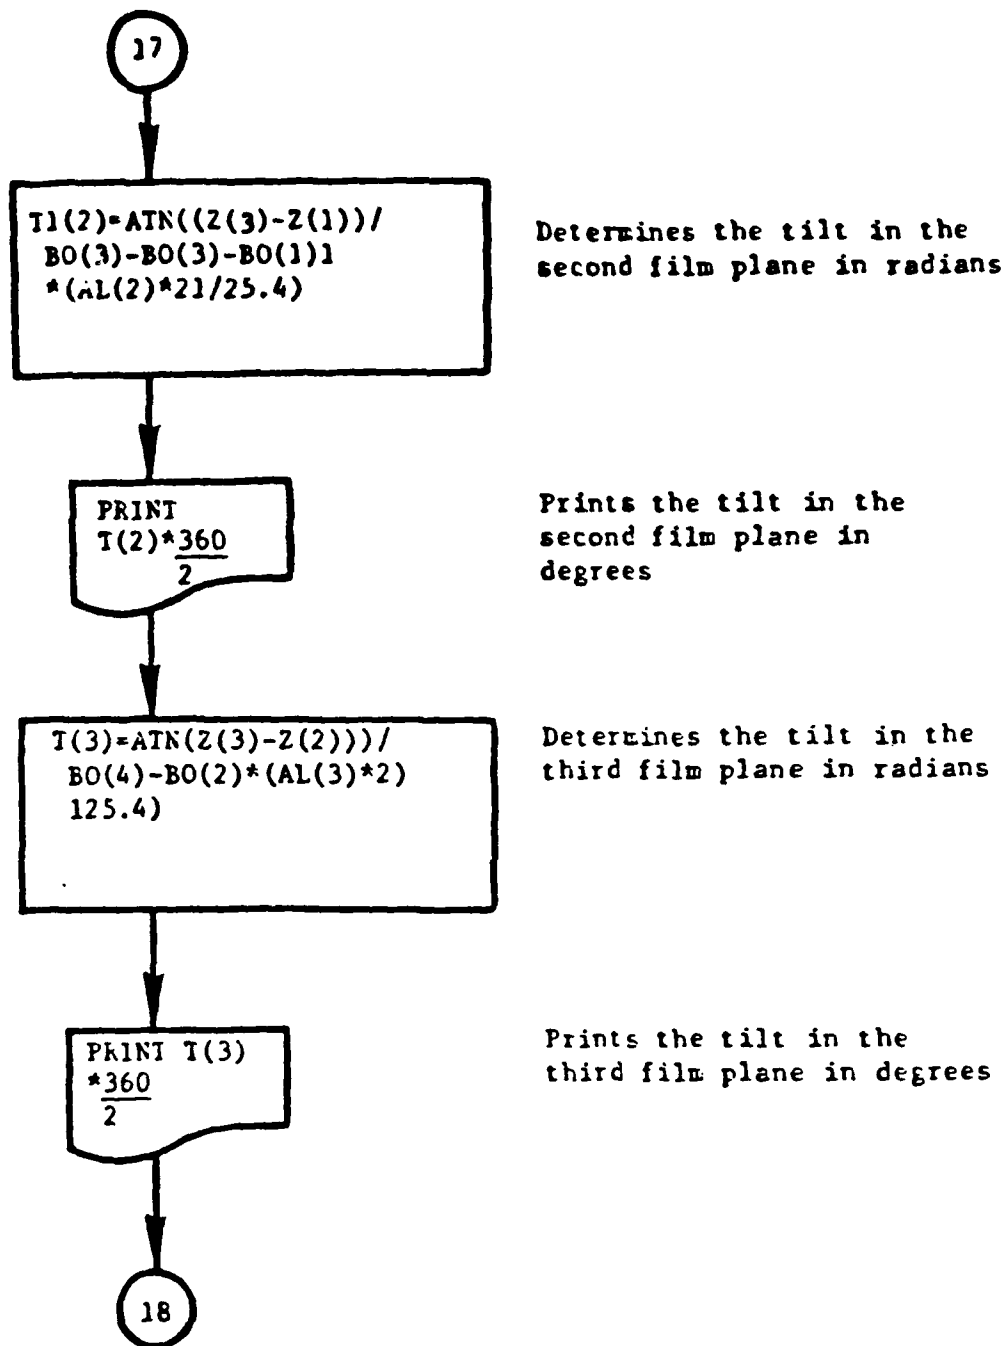 17
T1(2)=ATN((Z(3)-Z(1))/
BO(3)-BO(3)-BO(1)1
*(AL(2)*21/25.4)
Determines the tilt in the
second film plane in radians
PRINT
T(2)*360
2
Prints the tilt in the
second film plane in
degrees
T(3)=ATN(Z(3)-Z(2)))/
BO(4)-BO(2)*(AL(3)*2)
125.4)
Determines the tilt in the
third film plane in radians
PRINT T(3)
*360
2
Prints the tilt in the
third film plane in degrees
18